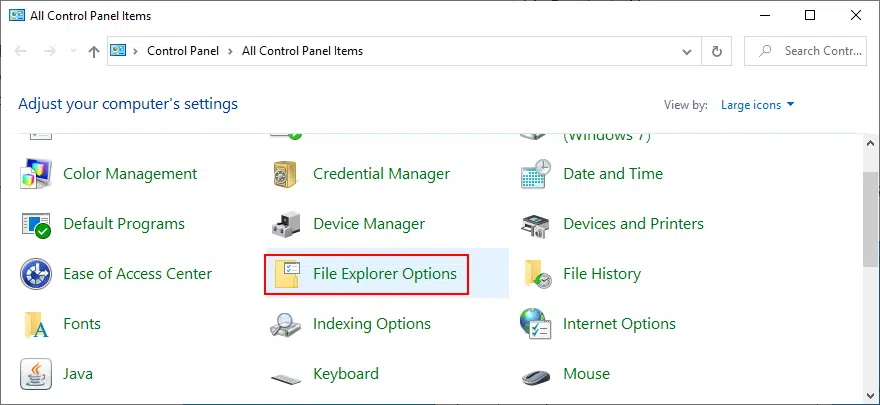 All Control Panel Items
Control Panel > All Control Panel Items
Search Contr...
Adjust your computer's settings
View by: Large icons
(Windows 7)
Color Management
Credential Manager
Date and Time
Default Programs
Device Manager
Devices and Printers
Ease of Access Center
File Explorer Options
File History
Fonts
Indexing Options
Internet Options
Java
Keyboard
Mouse